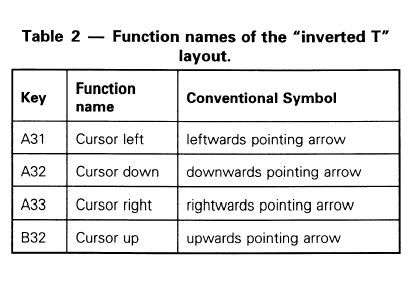 Table 2 — Function names of the “inverted T”
layout.
Key Function name Conventional Symbol
A31 Cursor left leftwards pointing arrow
A32 Cursor down downwards pointing arrow
A33 Cursor right rightwards pointing arrow
B32 Cursor up upwards pointing arrow